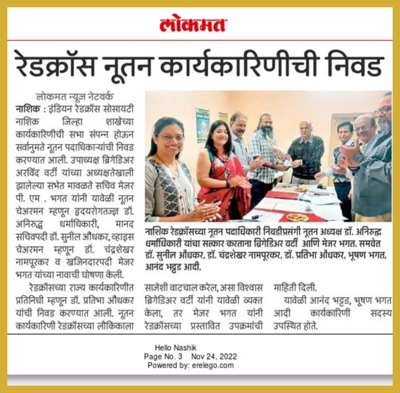 लोकमत
रेडक्रॉस नूतन कार्यकारिणीची निवड
लोकमत न्यूज नेटवर्क
नाशिक : इंडियन रेडक्रॉस सोसायटी
नाशिक जिल्हा शाखेच्या
कार्यकारिणीची सभा संपन्न होऊन
सर्वानुमते नूतन पदाधिकाऱ्यांची निवड
करण्यात आली. उपाध्यक्ष ब्रिगेडिअर
अरविंद वर्टी यांच्या अध्यक्षतेखाली
झालेल्या सभेत मावळते सचिव मेजर
पी. एम . भगत यांनी यावेळी नूतन
चेअरमन म्हणून हृदयरोगतज्ज्ञ डॉ.
अनिरुद्ध धर्माधिकारी, मानद
सचिवपदी डॉ. सुनील औंधकर, व्हाइस
चेअरमन म्हणून डॉ. चंद्रशेखर
नामपूरकर व खजिनदारपदी मेजर
भगत यांच्या नावाची घोषणा केली.
रेडक्रॉसच्या राज्य कार्यकारिणीत
प्रतिनिधी म्हणून डॉ. प्रतिभा औंधकर
यांची निवड करण्यात आली. नूतन
कार्यकारिणी रेडक्रॉसच्या लौकिकाला
नाशिक रेडक्रॉसच्या नूतन पदाधिकारी निवडीप्रसंगी नूतन अध्यक्ष डॉ. अनिरुद्ध
धर्माधिकारी यांचा सत्कार करताना ब्रिगेडिअर वर्टी आणि मेजर भगत. समवेत
डॉ. सुनील औंधकर, डॉ. चंद्रशेखर नामपूरकर, डॉ. प्रतिभा औंधकर, भूषण भगत,
आनंद भट्टड आदी.
साजेशी वाटचाल करेल, असा विश्वास
ब्रिगेडिअर वर्टी यांनी यावेळी व्यक्त
केला, तर मेजर भगत यांनी
रेडक्रॉसच्या प्रस्तावित उपक्रमांची
माहिती दिली.
यावेळी आनंद भट्टड, भूषण भगत
आदी कार्यकारिणी सदस्य
उपस्थित होते.
Hello Nashik
Page No. 3 Nov 24, 2022
Powered by: erelego.com